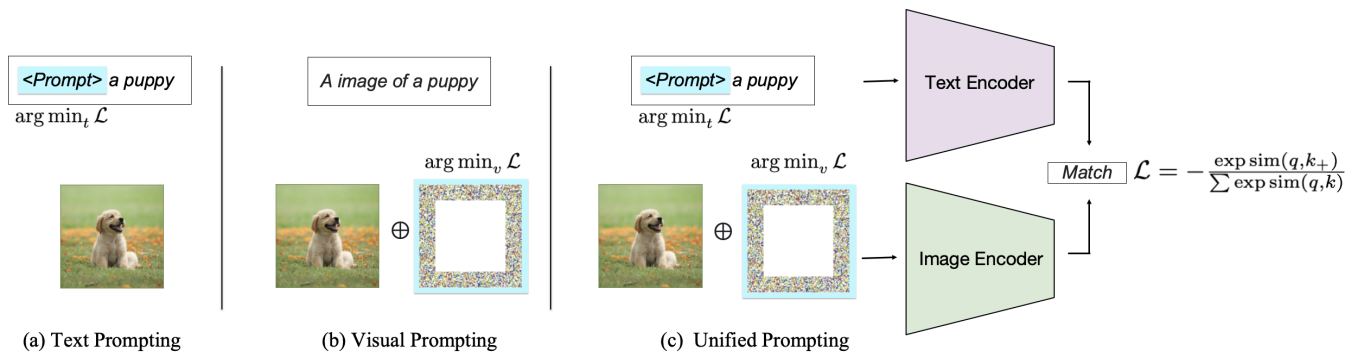 <Prompt> a puppy
arg min_t ℒ
(a) Text Prompting
A image of a puppy
arg min_v ℒ
⊕
(b) Visual Prompting
<Prompt> a puppy
arg min_t ℒ
arg min_v ℒ
⊕
(c) Unified Prompting
Text Encoder
Image Encoder
Match
ℒ = − exp sim(q,k₊) / ∑ exp sim(q,k)